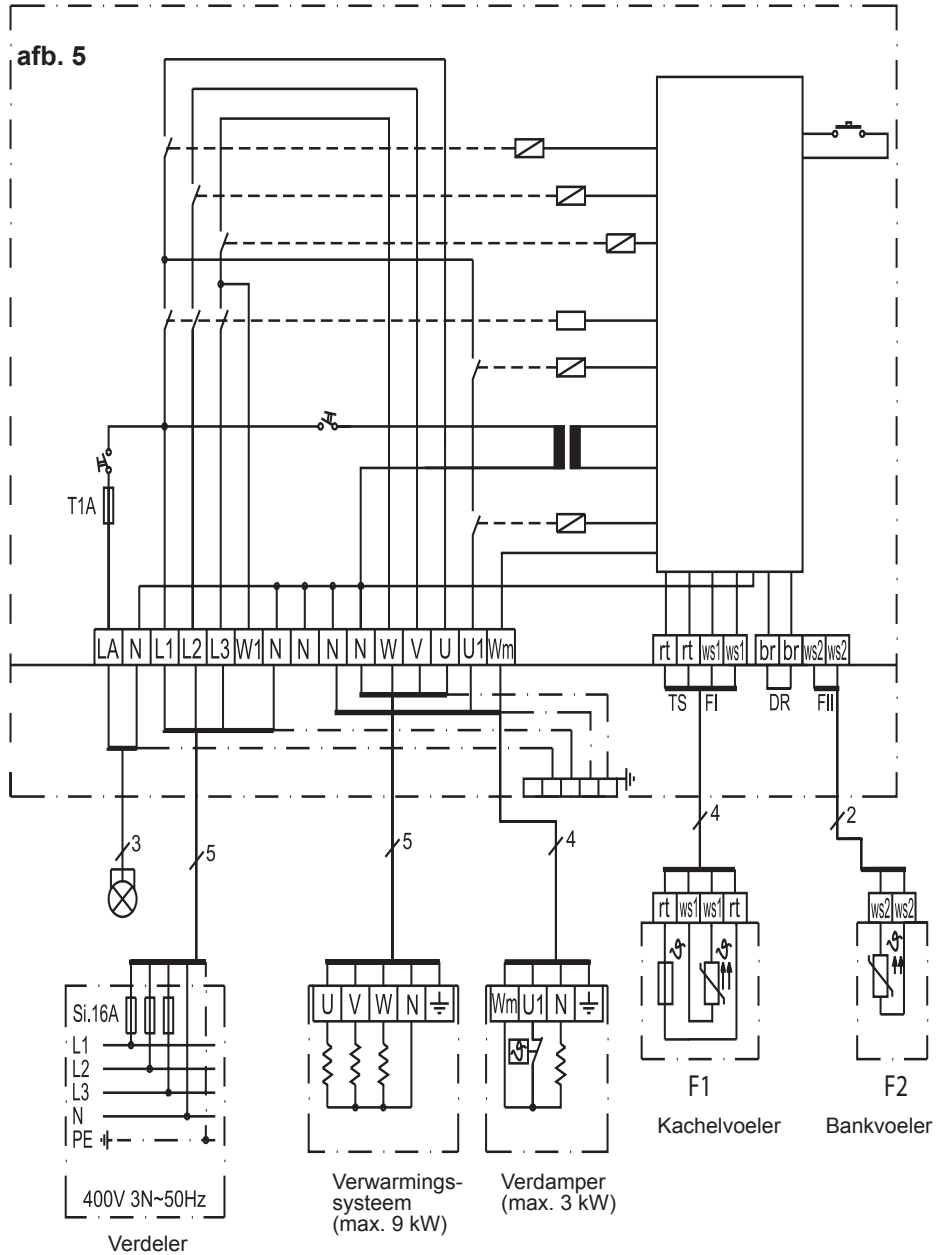 afb. 5
T1A
LA N L1 L2 L3 W1 N N N N W V U U1 Wm
rt rt ws1 ws1 br br ws2 ws2
TS FI DR FII
3
5
5
4
4
2
rt ws1 ws1 rt
ws2 ws2
U V W N
Wm U1 N
Si.16A
L1
L2
L3
N
PE
400V 3N~50Hz
Verdeler
Verwarmings-
systeem
(max. 9 kW)
Verdamper
(max. 3 kW)
F1
Kachelvoeler
F2
Bankvoeler